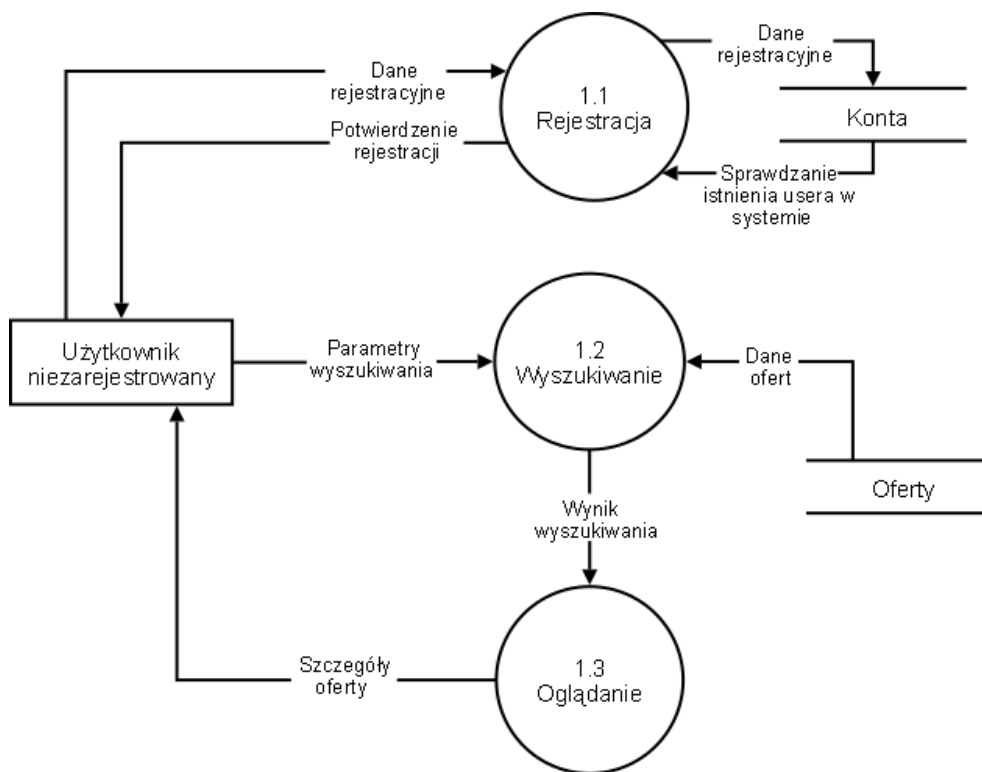 Dane
rejestracyjne
1.1
Rejestracja
Dane
rejestracyjne
Konta
Potwierdzenie
rejestracji
Sprawdzanie
istnienia usera w
systemie
Użytkownik
niezarejestrowany
Parametry
wyszukiwania
1.2
Wyszukiwanie
Dane
ofert
Oferty
Wynik
wyszukiwania
Szczegóły
oferty
1.3
Oglądanie